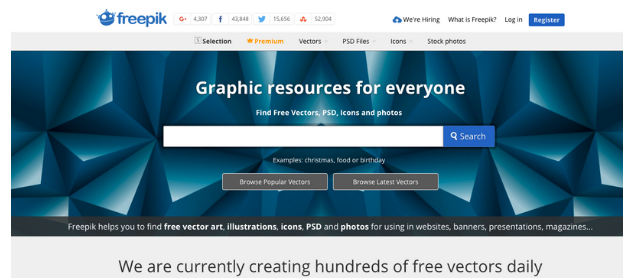 freepik 4,307 43,848 15,656 52,904 We're Hiring What is Freepik? Log in Register
Selection Premium Vectors PSD Files Icons Stock photos
Graphic resources for everyone
Find Free Vectors, PSD, Icons and photos
Search
Examples: christmas, food or birthday
Browse Popular Vectors Browse Latest Vectors
Freepik helps you to find free vector art, illustrations, icons, PSD and photos for using in websites, banners, presentations, magazines...
We are currently creating hundreds of free vectors daily